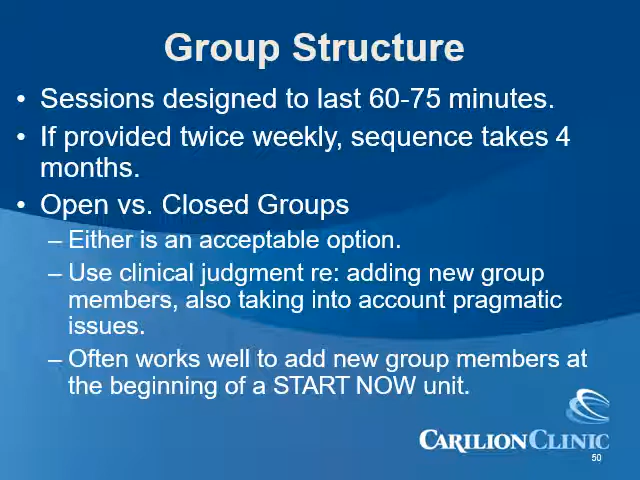 Group Structure
• Sessions designed to last 60-75 minutes.
• If provided twice weekly, sequence takes 4
months.
• Open vs. Closed Groups
– Either is an acceptable option.
– Use clinical judgment re: adding new group
members, also taking into account pragmatic
issues.
– Often works well to add new group members at
the beginning of a START NOW unit.
CARILIONCLINIC
50